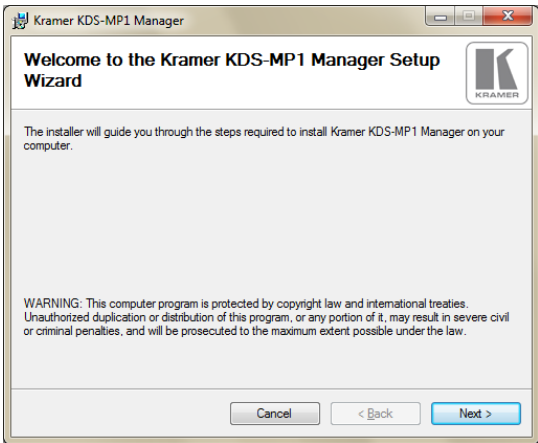 Kramer KDS-MP1 Manager
Welcome to the Kramer KDS-MP1 Manager Setup
Wizard
KRAMER
The installer will guide you through the steps required to install Kramer KDS-MP1 Manager on your
computer.
WARNING: This computer program is protected by copyright law and international treaties.
Unauthorized duplication or distribution of this program, or any portion of it, may result in severe civil
or criminal penalties, and will be prosecuted to the maximum extent possible under the law.
Cancel
< Back
Next >